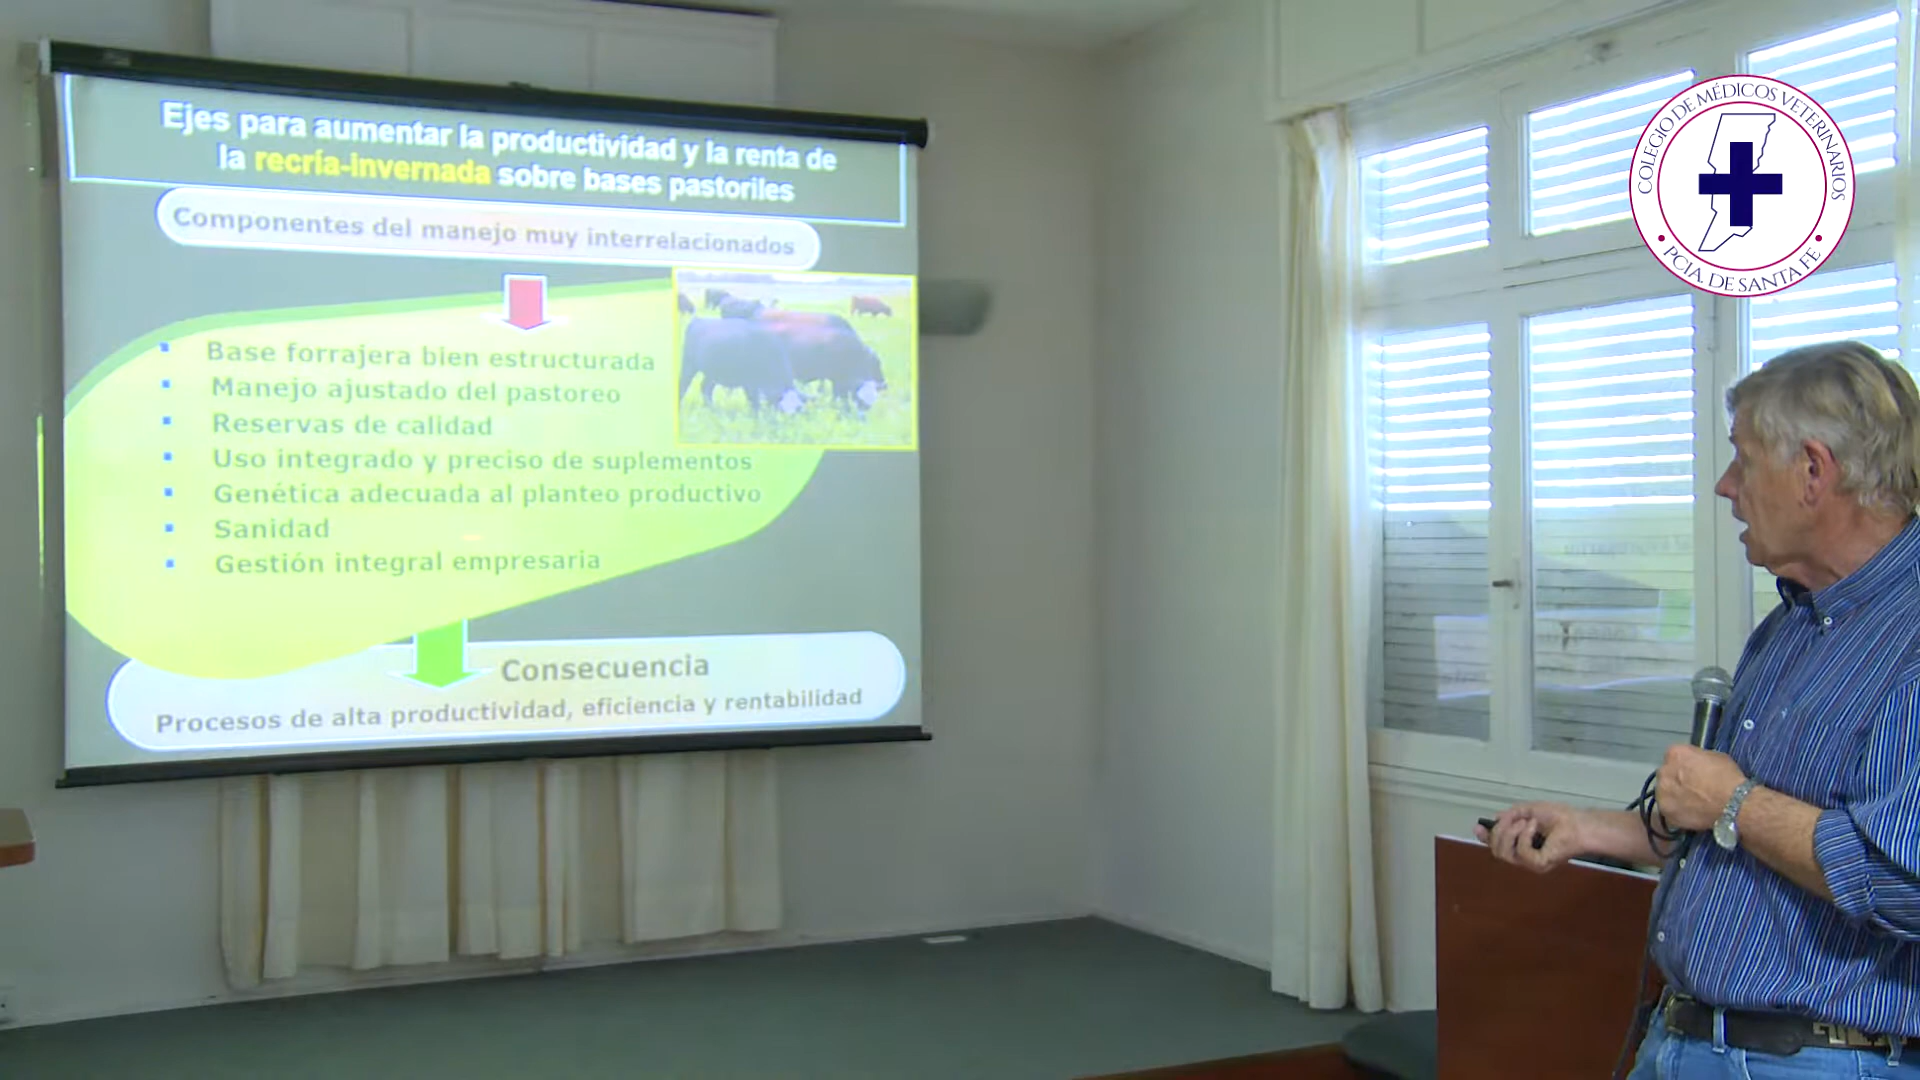 Ejes para aumentar la productividad y la renta de
la recría-invernada sobre bases pastoriles
Componentes del manejo muy interrelacionados
Base forrajera bien estructurada
Manejo ajustado del pastoreo
Reservas de calidad
Uso integrado y preciso de suplementos
Genética adecuada al planteo productivo
Sanidad
Gestión integral empresaria
Consecuencia
Procesos de alta productividad, eficiencia y rentabilidad
COLEGIO DE MÉDICOS VETERINARIOS
• PCIA. DE SANTA FE •